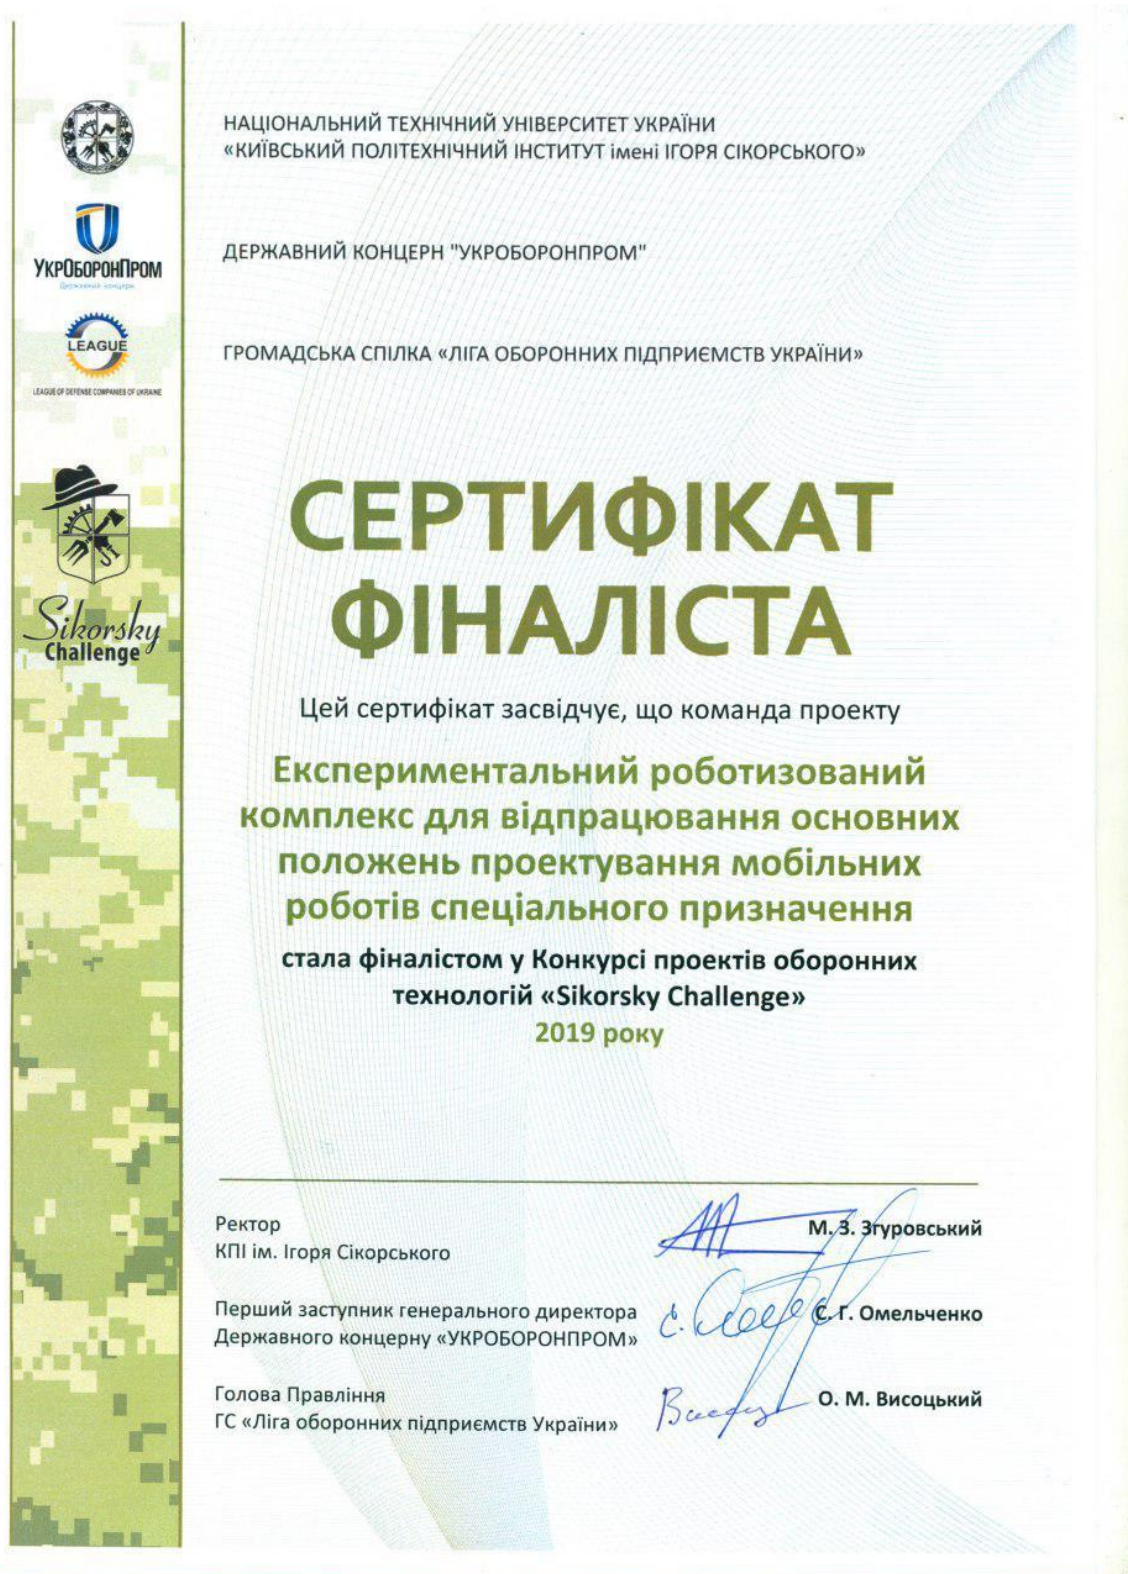 НАЦІОНАЛЬНИЙ ТЕХНІЧНИЙ УНІВЕРСИТЕТ УКРАЇНИ
«КИЇВСЬКИЙ ПОЛІТЕХНІЧНИЙ ІНСТИТУТ імені ІГОРЯ СІКОРСЬКОГО»
УКРОБОРОНПРОМ
Державний концерн
ДЕРЖАВНИЙ КОНЦЕРН "УКРОБОРОНПРОМ"
LEAGUE
LEAGUE OF DEFENSE COMPANIES OF UKRAINE
ГРОМАДСЬКА СПІЛКА «ЛІГА ОБОРОННИХ ПІДПРИЄМСТВ УКРАЇНИ»
Sikorsky
Challenge
СЕРТИФІКАТ
ФІНАЛІСТА
Цей сертифікат засвідчує, що команда проекту
Експериментальний роботизований
комплекс для відпрацювання основних
положень проектування мобільних
роботів спеціального призначення
стала фіналістом у Конкурсі проектів оборонних
технологій «Sikorsky Challenge»
2019 року
Ректор
КПІ ім. Ігоря Сікорського
М. З. Згуровський
Перший заступник генерального директора
Державного концерну «УКРОБОРОНПРОМ»
С. Г. Омельченко
Голова Правління
ГС «Ліга оборонних підприємств України»
О. М. Висоцький